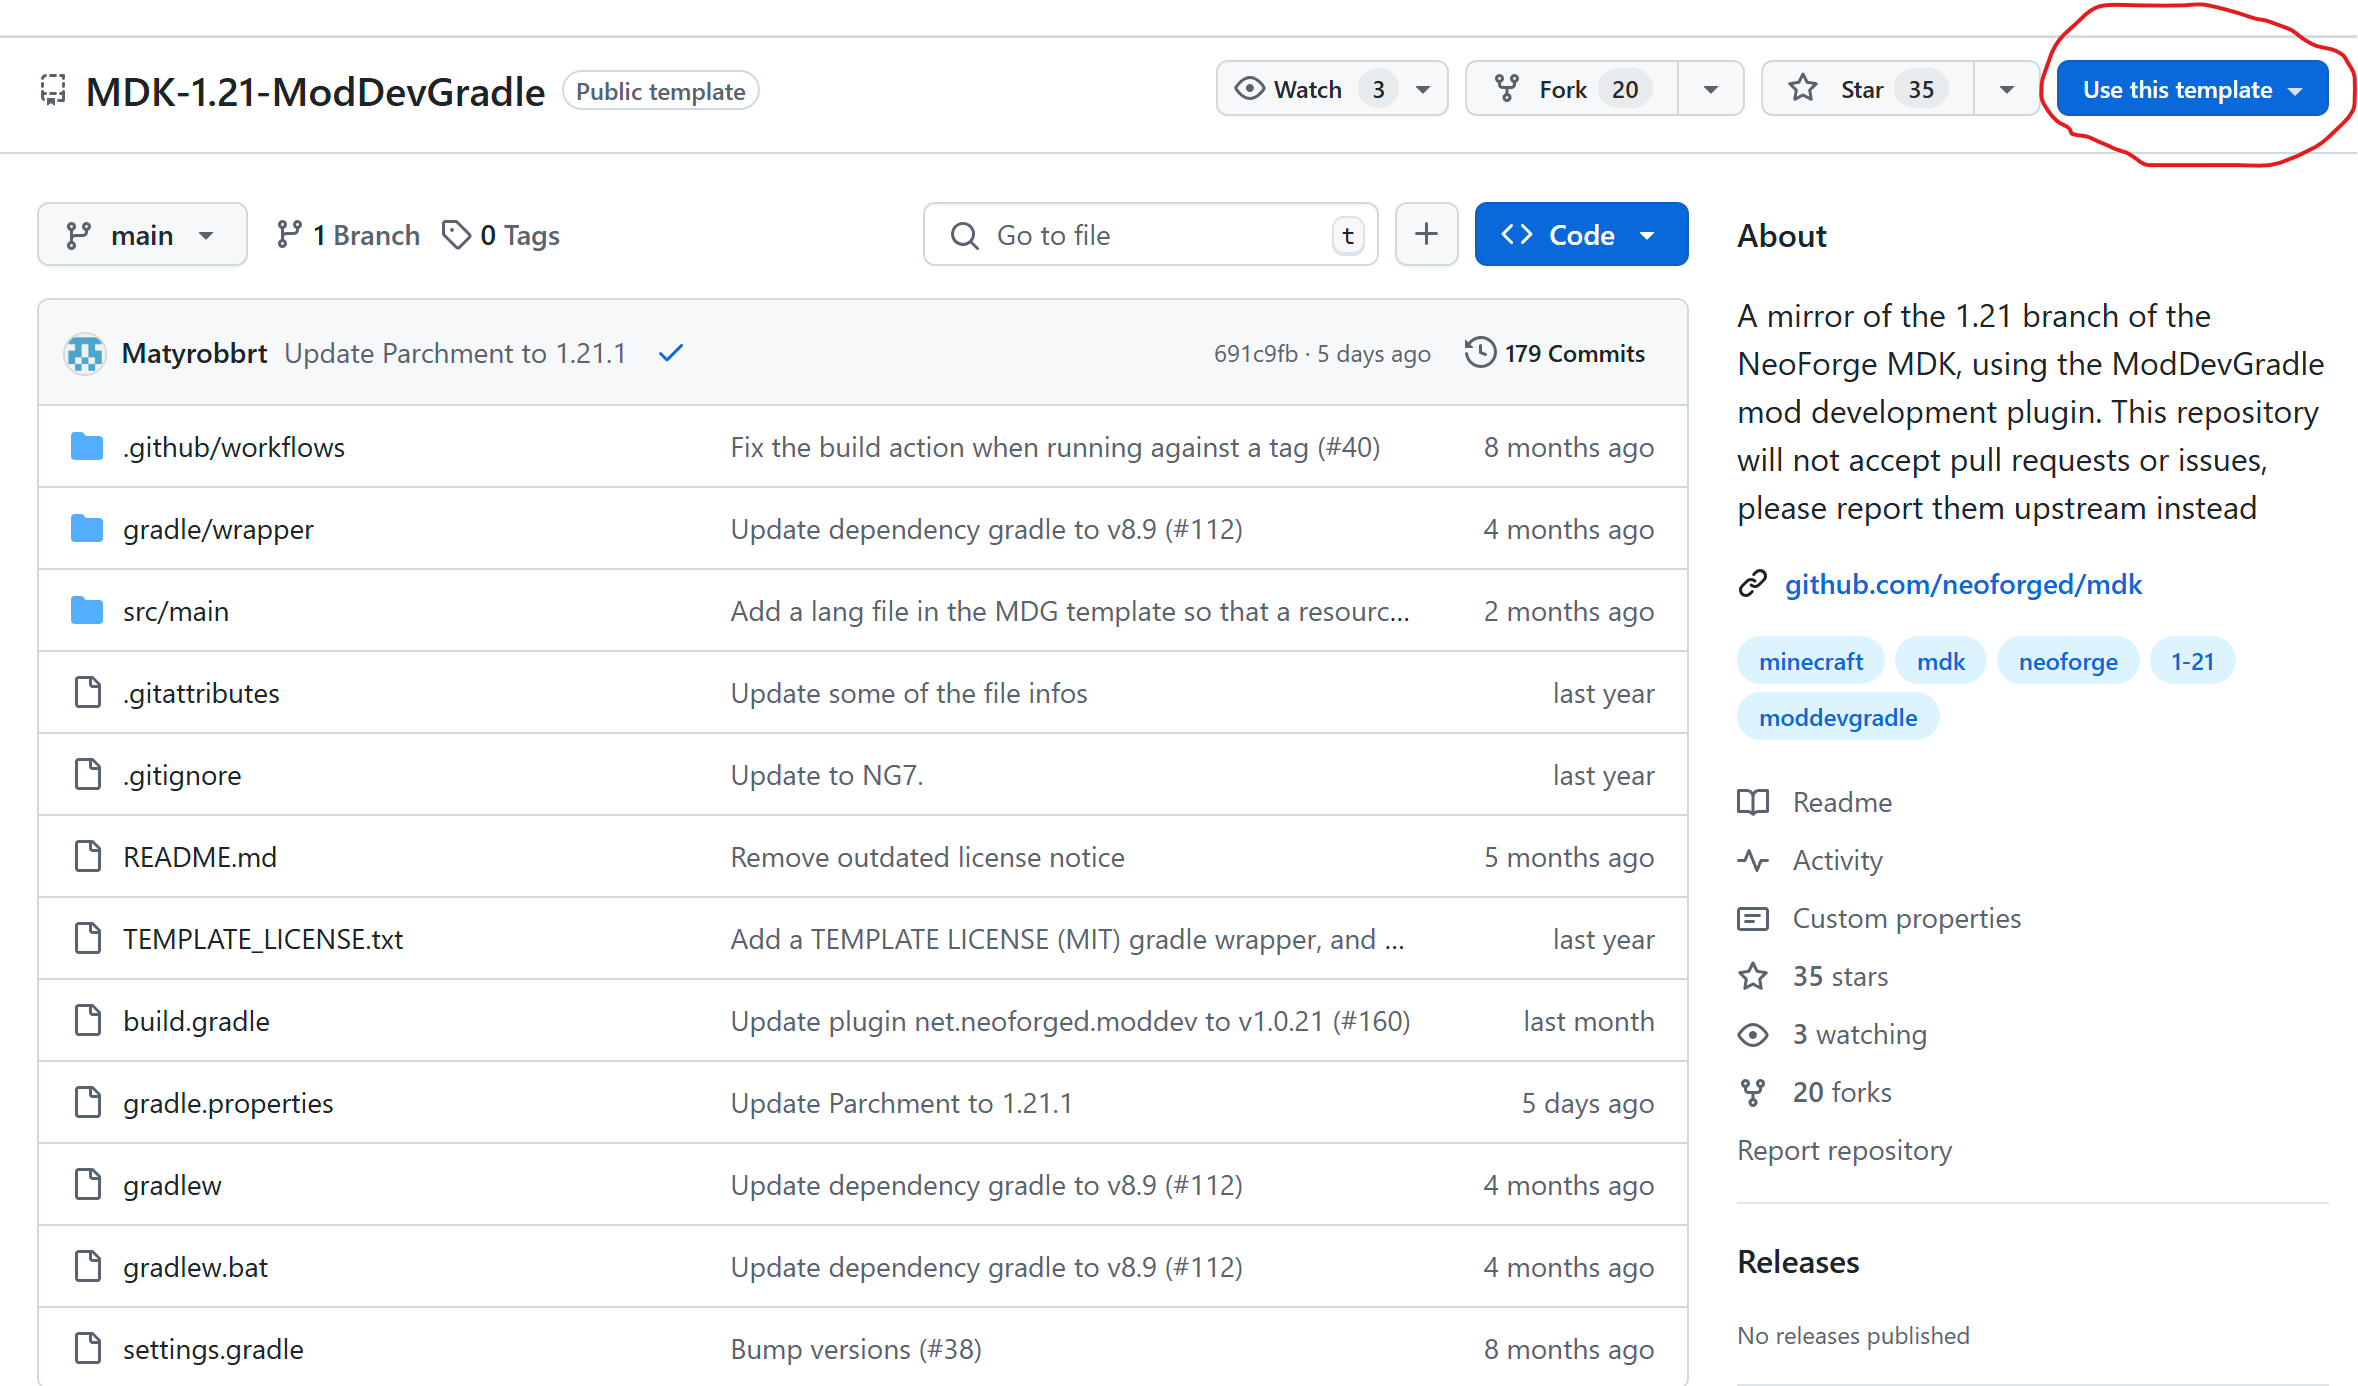 MDK-1.21-ModDevGradle Public template Watch 3 Fork 20 Star 35 Use this template
main 1 Branch 0 Tags Go to file t + Code
Matyrobbrt Update Parchment to 1.21.1 691c9fb · 5 days ago 179 Commits
.github/workflows Fix the build action when running against a tag (#40) 8 months ago
gradle/wrapper Update dependency gradle to v8.9 (#112) 4 months ago
src/main Add a lang file in the MDG template so that a resourc... 2 months ago
.gitattributes Update some of the file infos last year
.gitignore Update to NG7. last year
README.md Remove outdated license notice 5 months ago
TEMPLATE_LICENSE.txt Add a TEMPLATE LICENSE (MIT) gradle wrapper, and ... last year
build.gradle Update plugin net.neoforged.moddev to v1.0.21 (#160) last month
gradle.properties Update Parchment to 1.21.1 5 days ago
gradlew Update dependency gradle to v8.9 (#112) 4 months ago
gradlew.bat Update dependency gradle to v8.9 (#112) 4 months ago
settings.gradle Bump versions (#38) 8 months ago
About
A mirror of the 1.21 branch of the
NeoForge MDK, using the ModDevGradle
mod development plugin. This repository
will not accept pull requests or issues,
please report them upstream instead
github.com/neoforged/mdk
minecraft mdk neoforge 1-21
moddevgradle
Readme
Activity
Custom properties
35 stars
3 watching
20 forks
Report repository
Releases
No releases published